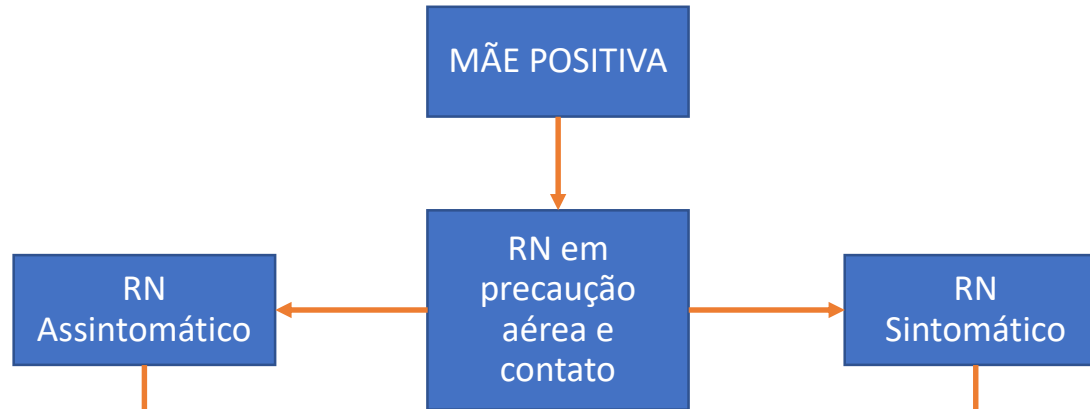 MÃE POSITIVA
RN em
precaução
aérea e
contato
RN
Assintomático
RN
Sintomático